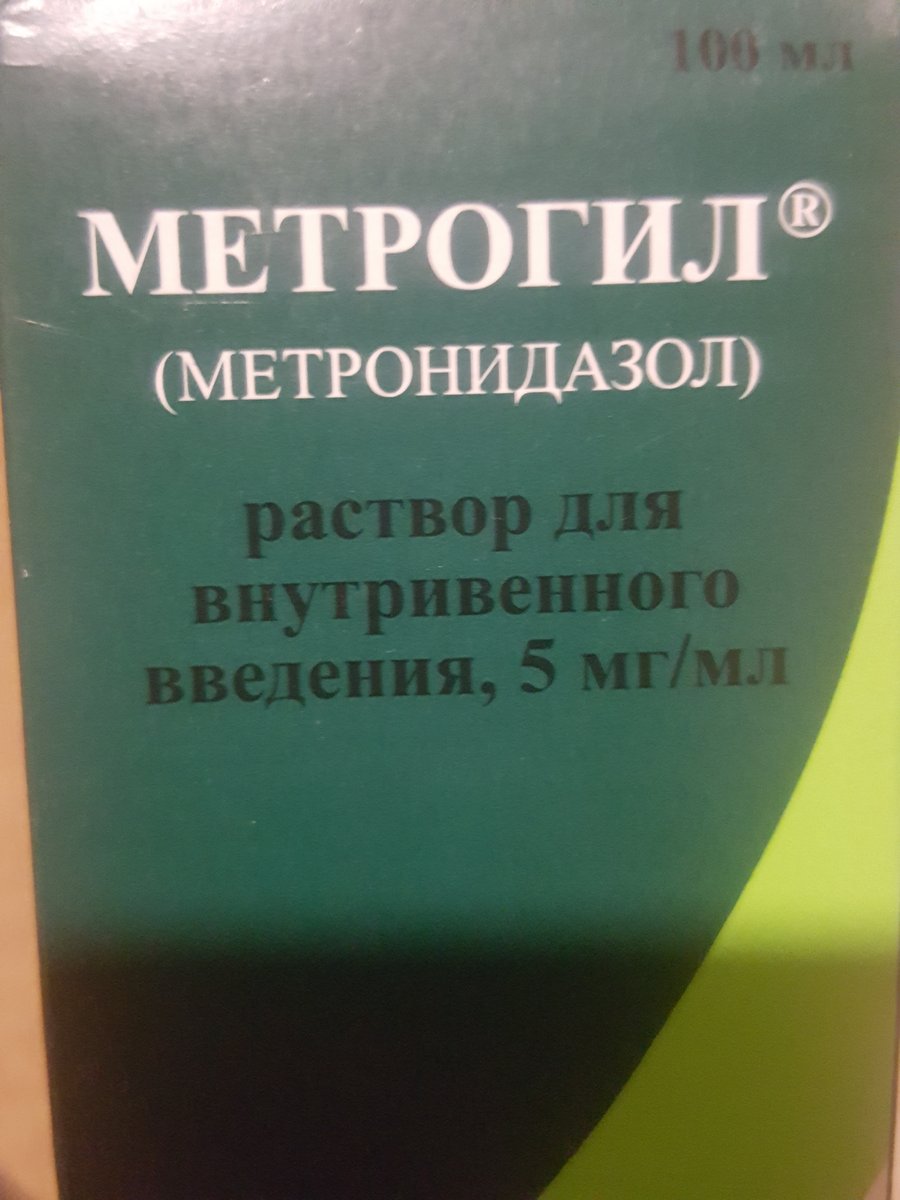 100 мл
МЕТРОГИЛ®
(МЕТРОНИДАЗОЛ)
раствор для
внутривенного
введения, 5 мг/мл